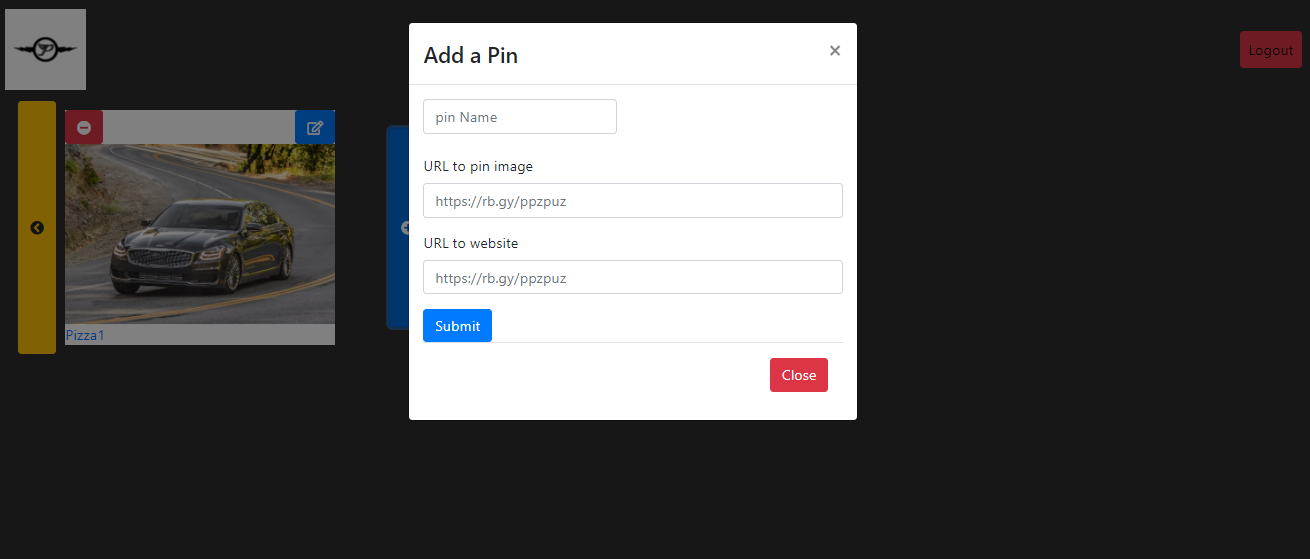 Add a Pin
×
Logout
pin Name
URL to pin image
https://rb.gy/ppzpuz
URL to website
https://rb.gy/ppzpuz
Submit
Pizza1
Close